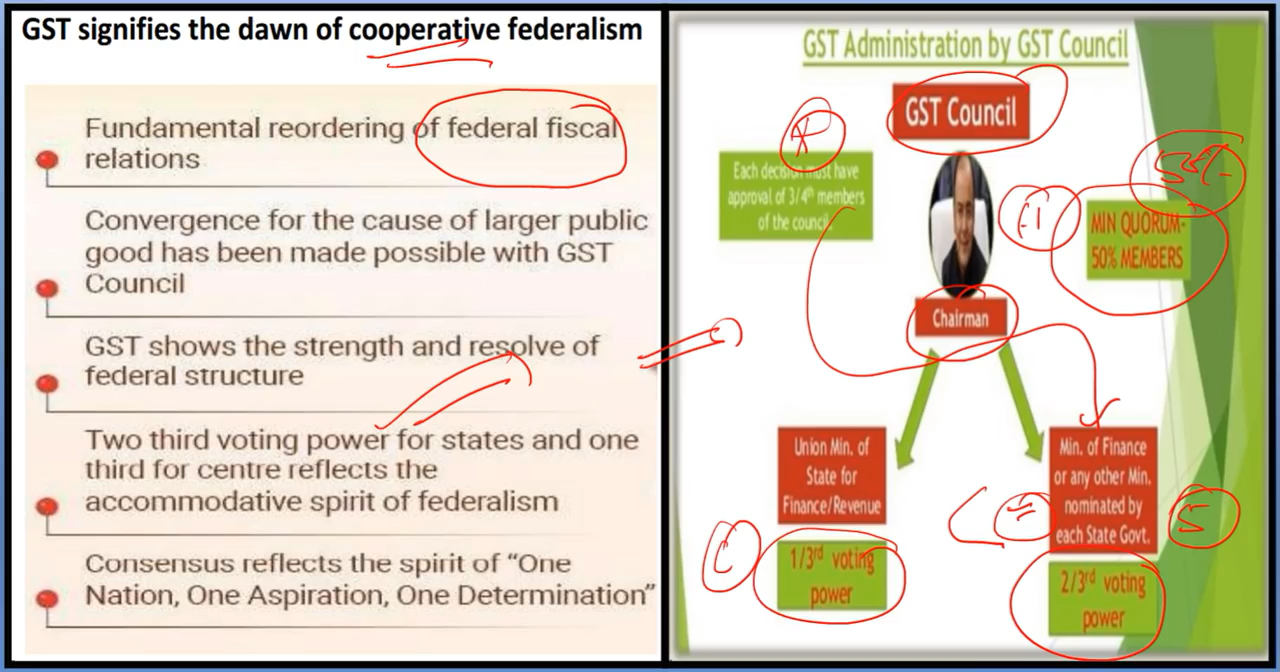 GST signifies the dawn of cooperative federalism
Fundamental reordering of federal fiscal
relations
Convergence for the cause of larger public
good has been made possible with GST
Council
GST shows the strength and resolve of
federal structure
Two third voting power for states and one
third for centre reflects the
accommodative spirit of federalism
Consensus reflects the spirit of “One
Nation, One Aspiration, One Determination”
GST Administration by GST Council
GST Council
Each decision must have
approval of 3/4th members
of the council.
MIN QUORUM-
50% MEMBERS
Chairman
Union Min. of
State for
Finance/Revenue
1/3rd voting
power
Min. of Finance
or any other Min.
nominated by
each State Govt.
2/3rd voting
power